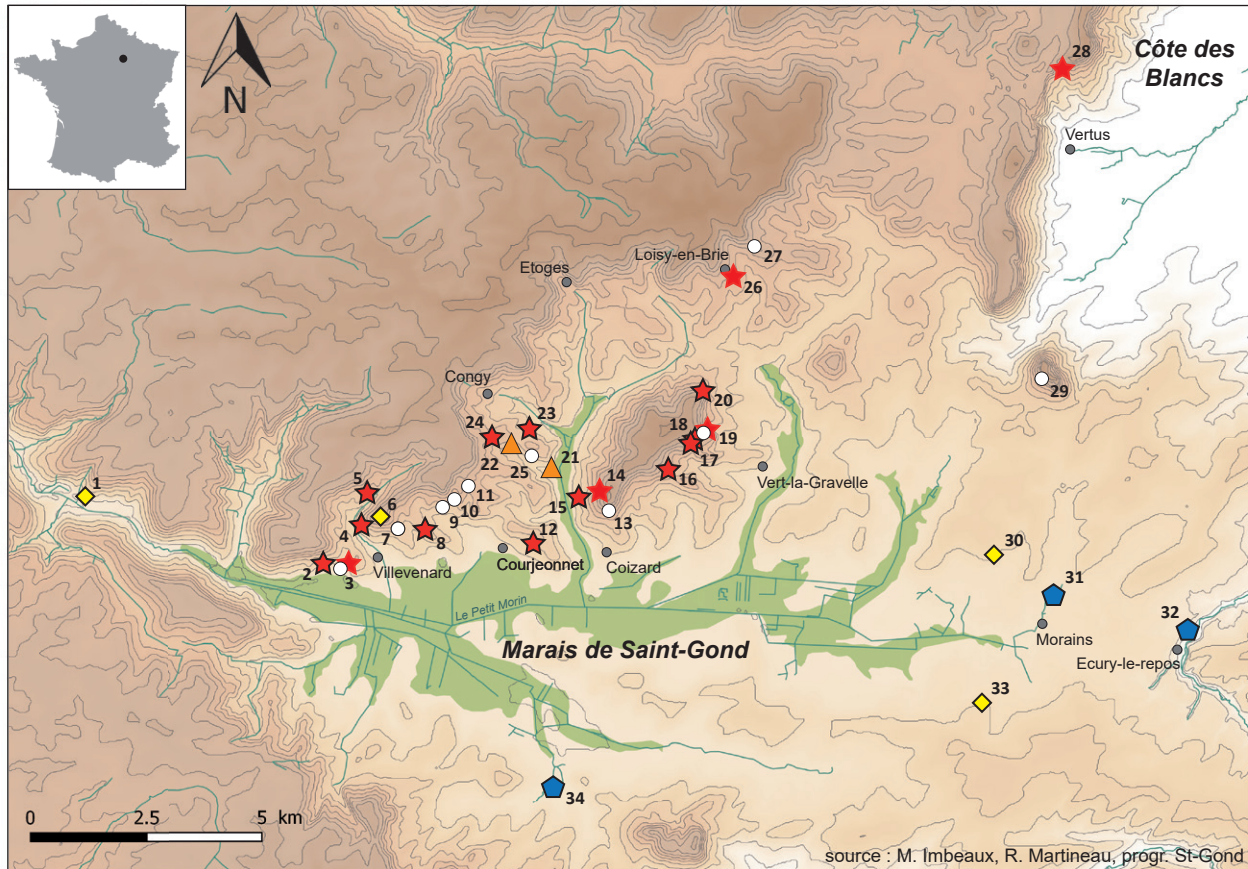 N
Côte des
Blancs
28
Vertus
27
Loisy-en-Brie
26
Etoges
29
Congy
20
23
24
18
19
22
21
17
25
1
5
14
16
Vert-la-Gravelle
6
11
15
10
13
4
9
12
7
8
30
2
Villevenard
Courjeonnet
Coizard
3
31
Le Petit Morin
32
Morains
Marais de Saint-Gond
Ecury-le-repos
33
34
0 2.5 5 km
source : M. Imbeaux, R. Martineau, progr. St-Gond